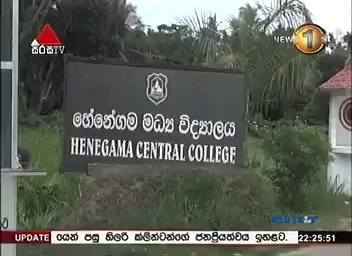 සිරස TV
NEWS 1ST
හේනේගම මධ්‍ය විද්‍යාලය
HENEGAMA CENTRAL COLLEGE
UPDATE යෙන් පසු හිලරි ක්ලින්ටන්ගේ ජනප්‍රියත්වය ඉහළට.
22:25:51